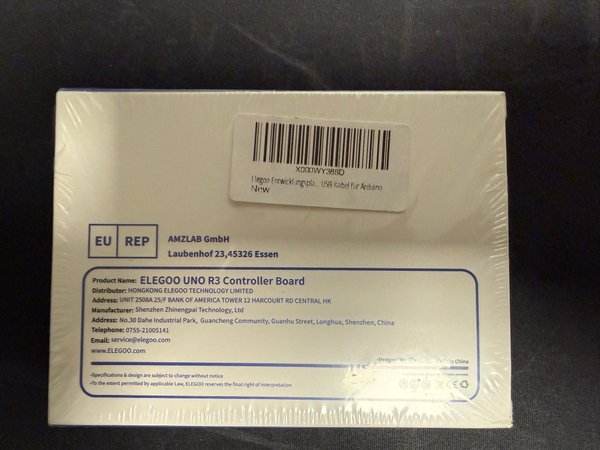 X000WY388D
Elegoo Entwicklungspla... USB Kabel für Arduino
New
EU REP
AMZLAB GmbH
Laubenhof 23,45326 Essen
Product Name: ELEGOO UNO R3 Controller Board
Distributor: HONGKONG ELEGOO TECHNOLOGY LIMITED
Address: UNIT 2508A 25/F BANK OF AMERICA TOWER 12 HARCOURT RD CENTRAL HK
Manufacturer: Shenzhen Zhinengpai Technology, Ltd
Address: No.30 Dahe Industrial Park, Guancheng Community, Guanhu Street, Longhua, Shenzhen, China
Telephone: 0755-21005141
Email: service@elegoo.com
www.ELEGOO.com
in China
•Specifications & design are subject to change without notice
•To the extent permitted by applicable Law, ELEGOO reserves the final right of interpretation.